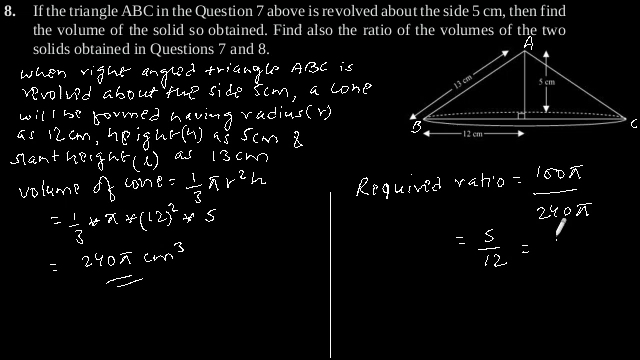 8. If the triangle ABC in the Question 7 above is revolved about the side 5 cm, then find
the volume of the solid so obtained. Find also the ratio of the volumes of the two
solids obtained in Questions 7 and 8.
A
when right angled triangle ABC is
revolved about the side 5cm, a cone
will be formed having radius(r)
as 12cm, height(h) as 5cm &
slant height(l) as 13cm
13 cm
5 cm
B
C
12 cm
volume of cone = 1/3 π r²h
= 1/3 * π * (12)² * 5
= 240π cm³
Required ratio = 100π/240π
= 5/12 =